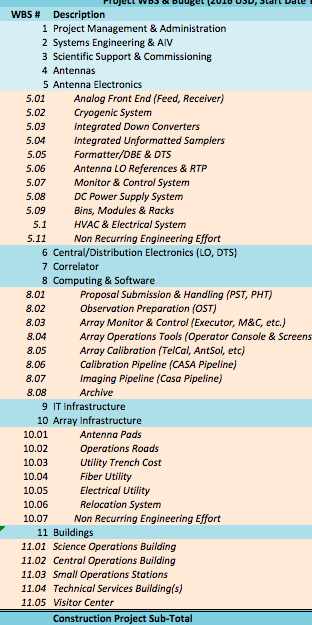 Project WBS & Budget (2016 USD, Start Date
WBS # Description
1 Project Management & Administration
2 Systems Engineering & AIV
3 Scientific Support & Commissioning
4 Antennas
5 Antenna Electronics
5.01 Analog Front End (Feed, Receiver)
5.02 Cryogenic System
5.03 Integrated Down Converters
5.04 Integrated Unformatted Samplers
5.05 Formatter/DBE & DTS
5.06 Antenna LO References & RTP
5.07 Monitor & Control System
5.08 DC Power Supply System
5.09 Bins, Modules & Racks
5.1 HVAC & Electrical System
5.11 Non Recurring Engineering Effort
6 Central/Distribution Electronics (LO, DTS)
7 Correlator
8 Computing & Software
8.01 Proposal Submission & Handling (PST, PHT)
8.02 Observation Preparation (OST)
8.03 Array Monitor & Control (Executor, M&C, etc.)
8.04 Array Operations Tools (Operator Console & Screens
8.05 Array Calibration (TelCal, AntSol, etc)
8.06 Calibration Pipeline (CASA Pipeline)
8.07 Imaging Pipeline (Casa Pipeline)
8.08 Archive
9 IT Infrastructure
10 Array Infrastructure
10.01 Antenna Pads
10.02 Operations Roads
10.03 Utility Trench Cost
10.04 Fiber Utility
10.05 Electrical Utility
10.06 Relocation System
10.07 Non Recurring Engineering Effort
11 Buildings
11.01 Science Operations Building
11.02 Central Operations Building
11.03 Small Operations Stations
11.04 Technical Services Building(s)
11.05 Visitor Center
Construction Project Sub-Total